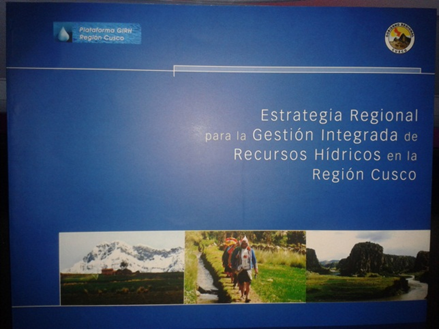 Plataforma GIRH
Región Cusco
Estrategia Regional
para la Gestión Integrada de
Recursos Hídricos en la
Región Cusco